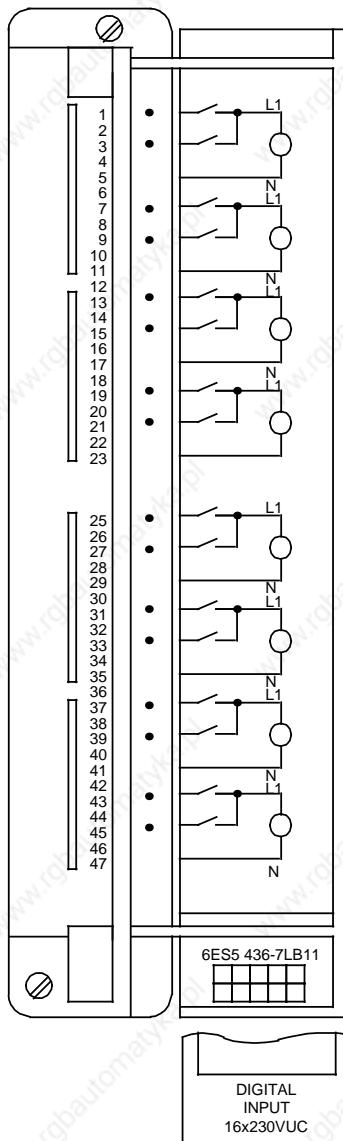 1
2
3
4
5
6
7
8
9
10
11
12
13
14
15
16
17
18
19
20
21
22
23
25
26
27
28
29
30
31
32
33
34
35
36
37
38
39
40
41
42
43
44
45
46
47
L1
N
L1
N
L1
N
L1
L1
N
L1
N
L1
N
L1
N
6ES5 436-7LB11
DIGITAL
INPUT
16x230VUC
www.rgbautomatyka.pl